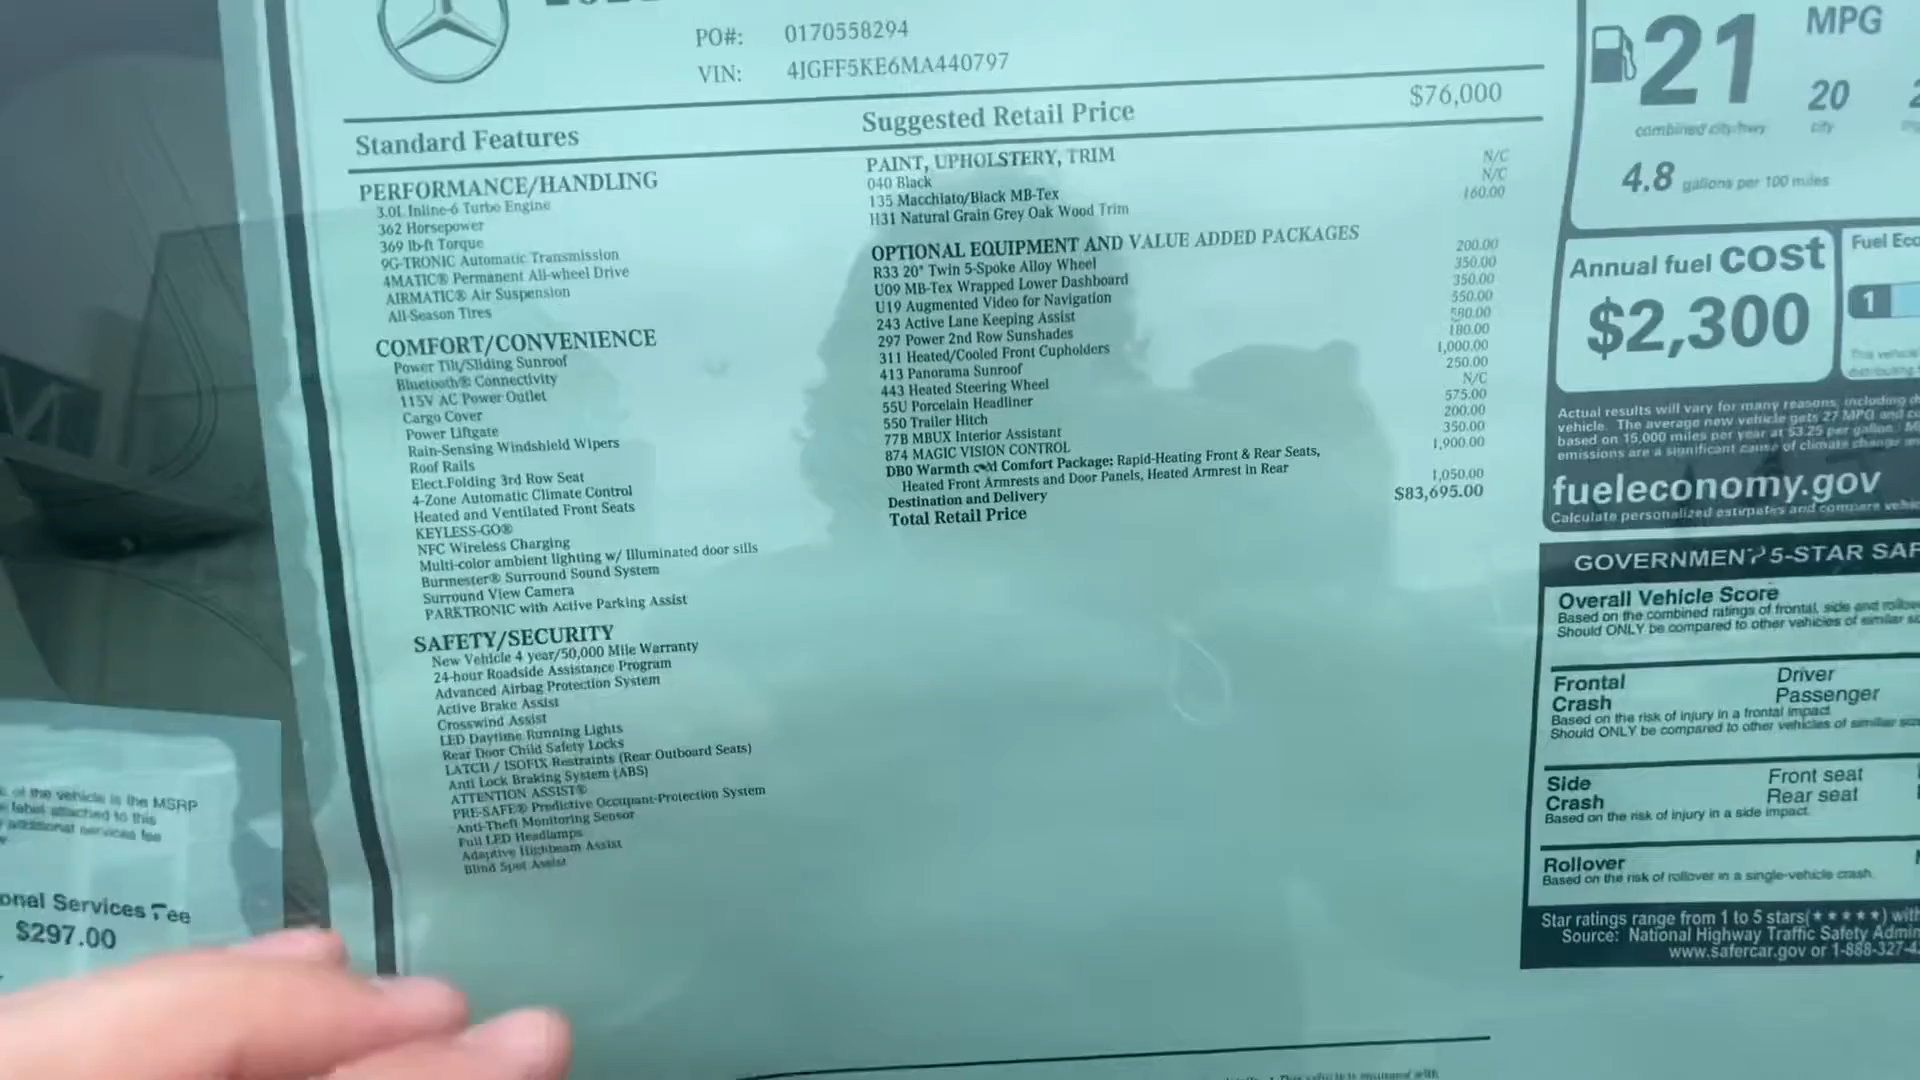 PO#: 0170558294
VIN: 4JGFF5KE6MA440797
Standard Features
Suggested Retail Price $76,000
PERFORMANCE/HANDLING
3.0L Inline-6 Turbo Engine
362 Horsepower
369 lb-ft Torque
9G-TRONIC Automatic Transmission
4MATIC® Permanent All-wheel Drive
AIRMATIC® Air Suspension
All-Season Tires
COMFORT/CONVENIENCE
Power Tilt/Sliding Sunroof
Bluetooth® Connectivity
115V AC Power Outlet
Cargo Cover
Power Liftgate
Rain-Sensing Windshield Wipers
Roof Rails
Elect.Folding 3rd Row Seat
4-Zone Automatic Climate Control
Heated and Ventilated Front Seats
KEYLESS-GO®
NFC Wireless Charging
Multi-color ambient lighting w/ Illuminated door sills
Burmester® Surround Sound System
Surround View Camera
PARKTRONIC with Active Parking Assist
SAFETY/SECURITY
New Vehicle 4 year/50,000 Mile Warranty
24-hour Roadside Assistance Program
Advanced Airbag Protection System
Active Brake Assist
Crosswind Assist
LED Daytime Running Lights
Rear Door Child Safety Locks
LATCH / ISOFIX Restraints (Rear Outboard Seats)
Anti Lock Braking System (ABS)
ATTENTION ASSIST®
PRE-SAFE® Predictive Occupant-Protection System
Anti-Theft Monitoring Sensor
Full LED Headlamps
Adaptive Highbeam Assist
Blind Spot Assist
PAINT, UPHOLSTERY, TRIM
040 Black N/C
135 Macchiato/Black MB-Tex N/C
H31 Natural Grain Grey Oak Wood Trim 160.00
OPTIONAL EQUIPMENT AND VALUE ADDED PACKAGES
R33 20" Twin 5-Spoke Alloy Wheel 200.00
U09 MB-Tex Wrapped Lower Dashboard 350.00
U19 Augmented Video for Navigation 350.00
243 Active Lane Keeping Assist 550.00
297 Power 2nd Row Sunshades 580.00
311 Heated/Cooled Front Cupholders 180.00
413 Panorama Sunroof 1,000.00
443 Heated Steering Wheel 250.00
55U Porcelain Headliner N/C
550 Trailer Hitch 575.00
77B MBUX Interior Assistant 200.00
874 MAGIC VISION CONTROL 350.00
DB0 Warmth and Comfort Package: Rapid-Heating Front & Rear Seats, 1,900.00
Heated Front Armrests and Door Panels, Heated Armrest in Rear
Destination and Delivery 1,050.00
Total Retail Price $83,695.00
21 MPG
20
combined city/hwy city
4.8 gallons per 100 miles
Annual fuel cost
$2,300
Fuel Eco
1
This vehicle
Actual results will vary for many reasons, including
vehicle. The average new vehicle gets 27 MPG and
based on 15,000 miles per year at $3.25 per gallon.
emissions are a significant cause of climate change
fueleconomy.gov
Calculate personalized estimates and compare
GOVERNMENT 5-STAR SAF
Overall Vehicle Score
Based on the combined ratings of frontal, side and
Should ONLY be compared to other vehicles of similar
Frontal Driver
Crash Passenger
Based on the risk of injury in a frontal impact.
Should ONLY be compared to other vehicles of similar
Side Front seat
Crash Rear seat
Based on the risk of injury in a side impact.
Rollover
Based on the risk of rollover in a single-vehicle crash.
Star ratings range from 1 to 5 stars (★★★★★) with
Source: National Highway Traffic Safety Admin
www.safercar.gov or 1-888-327-4
of the vehicle is the MSRP
label attached to this
additional services fee
onal Services Fee
$297.00